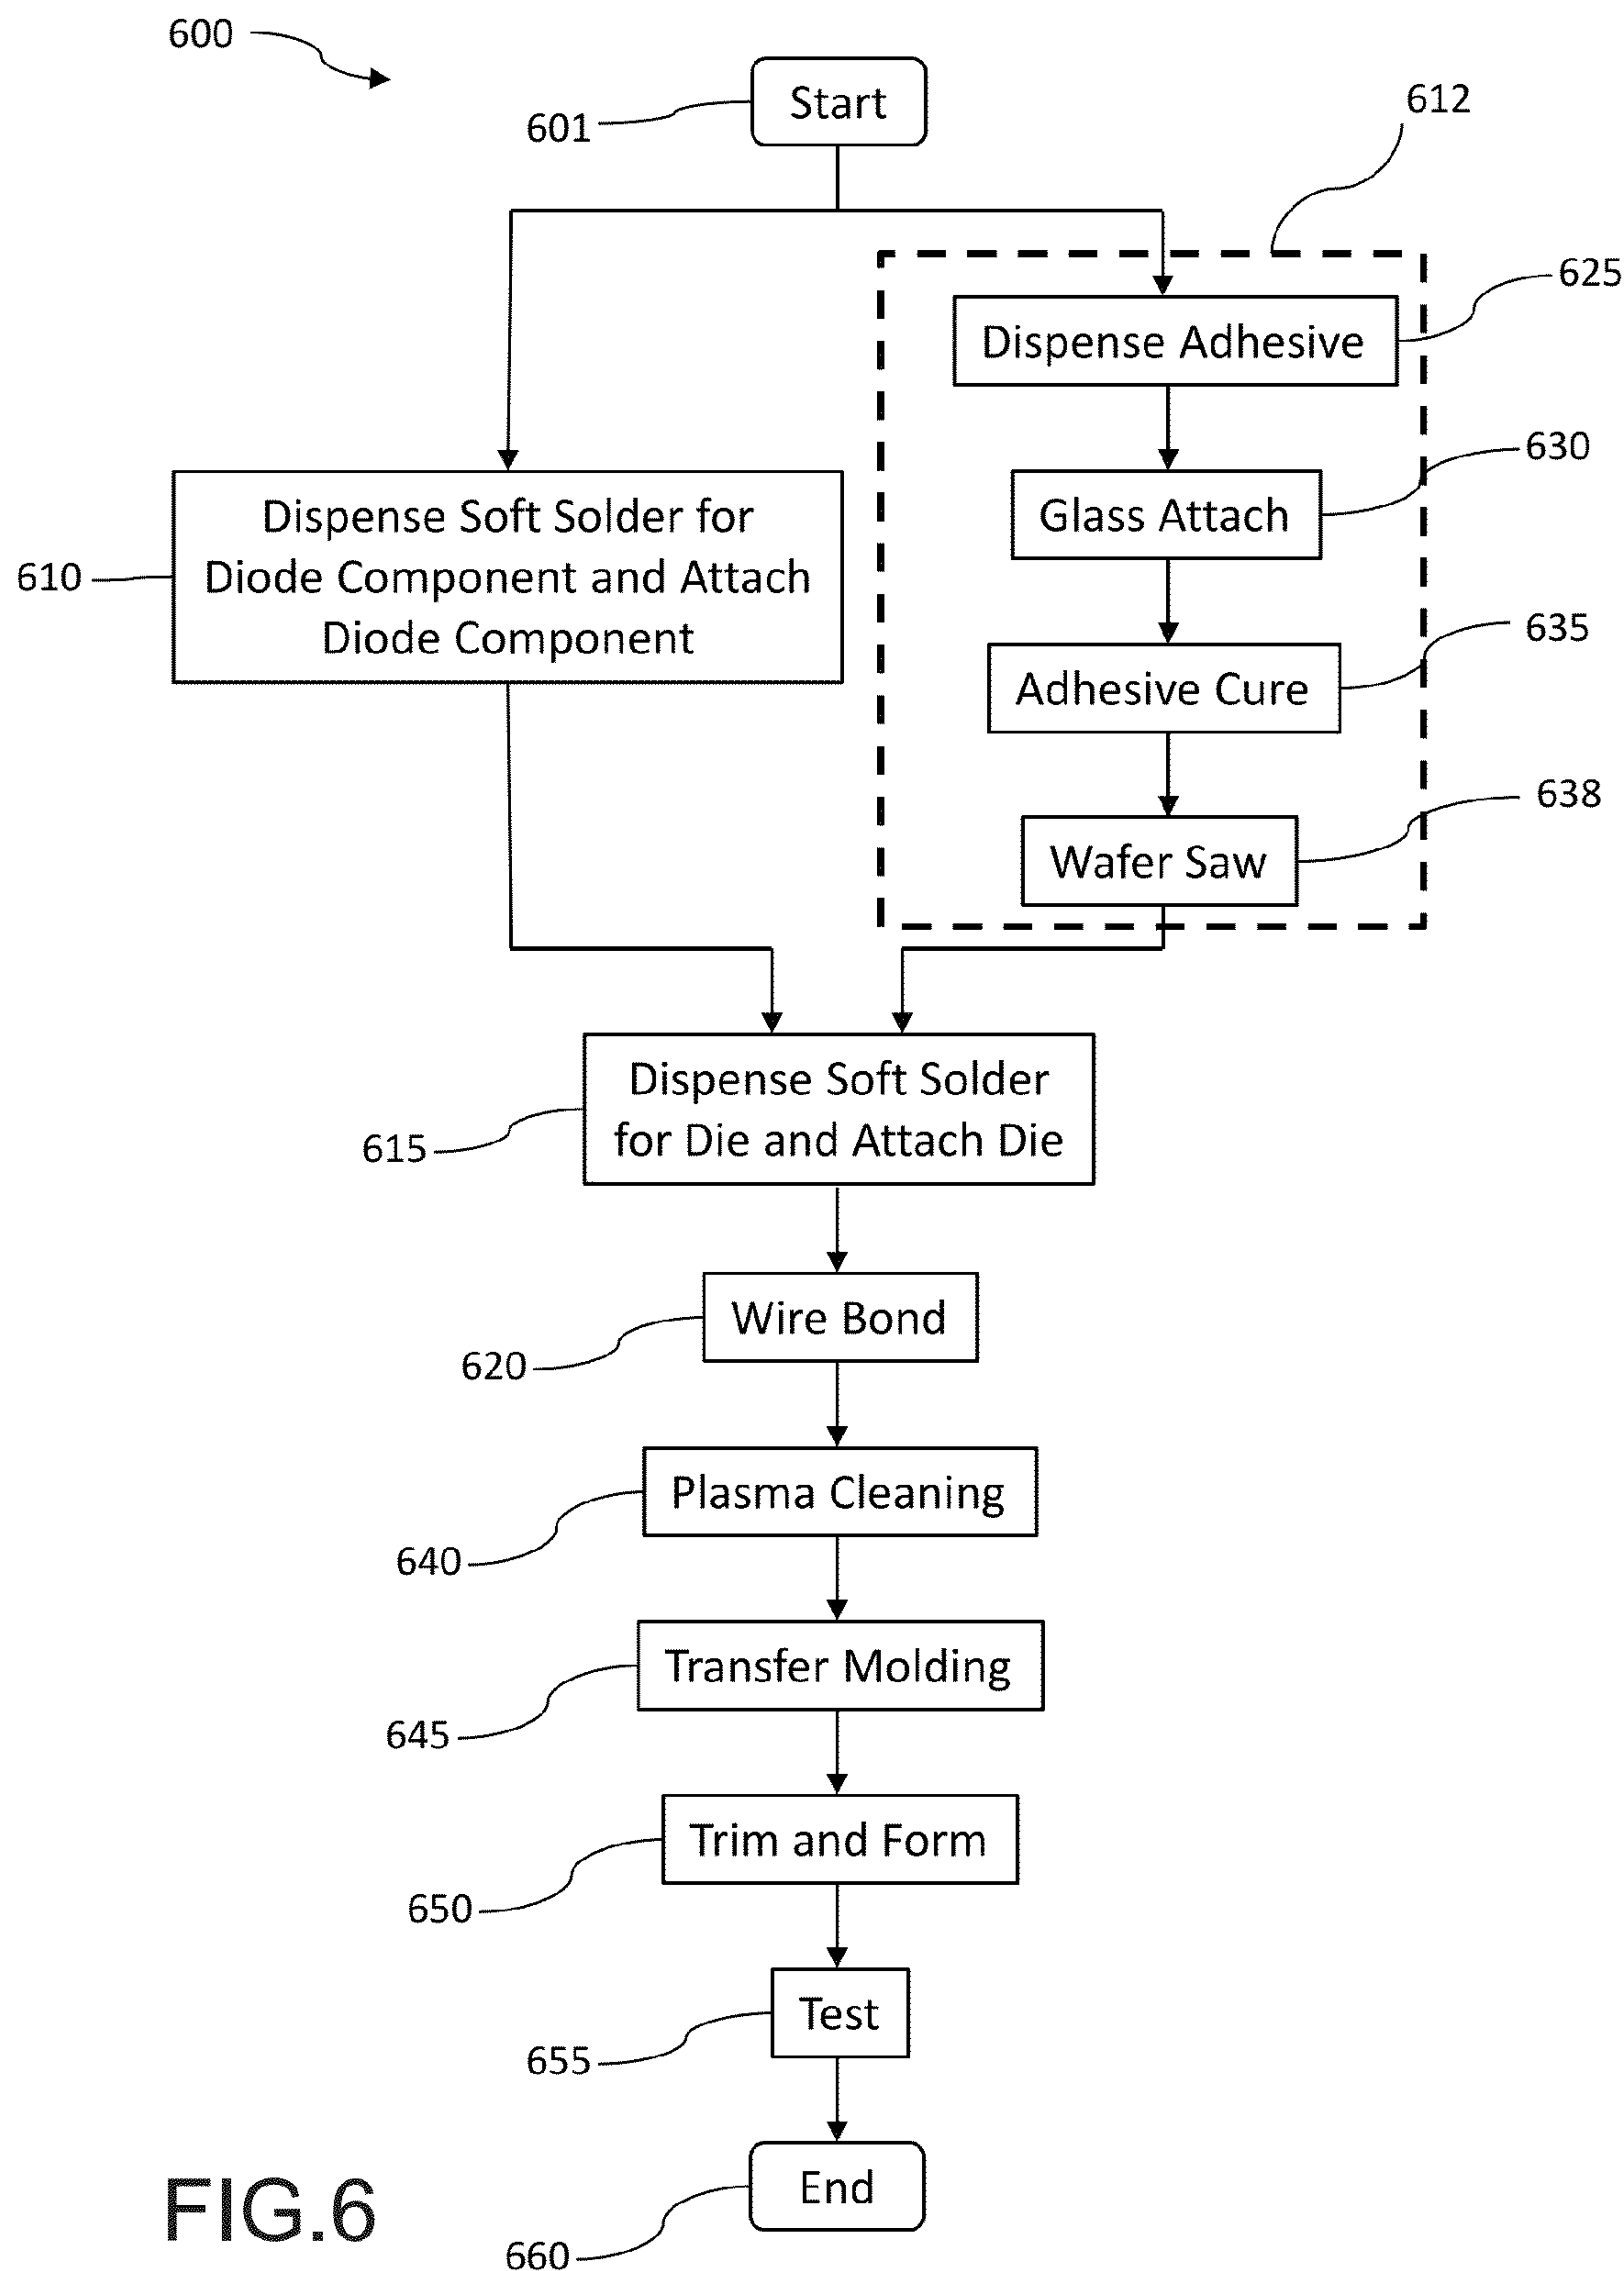 600
Start
601
612
Dispense Adhesive
625
Glass Attach
630
Dispense Soft Solder for
Diode Component and Attach
Diode Component
610
Adhesive Cure
635
Wafer Saw
638
Dispense Soft Solder
for Die and Attach Die
615
Wire Bond
620
Plasma Cleaning
640
Transfer Molding
645
Trim and Form
650
Test
655
End
660
FIG.6